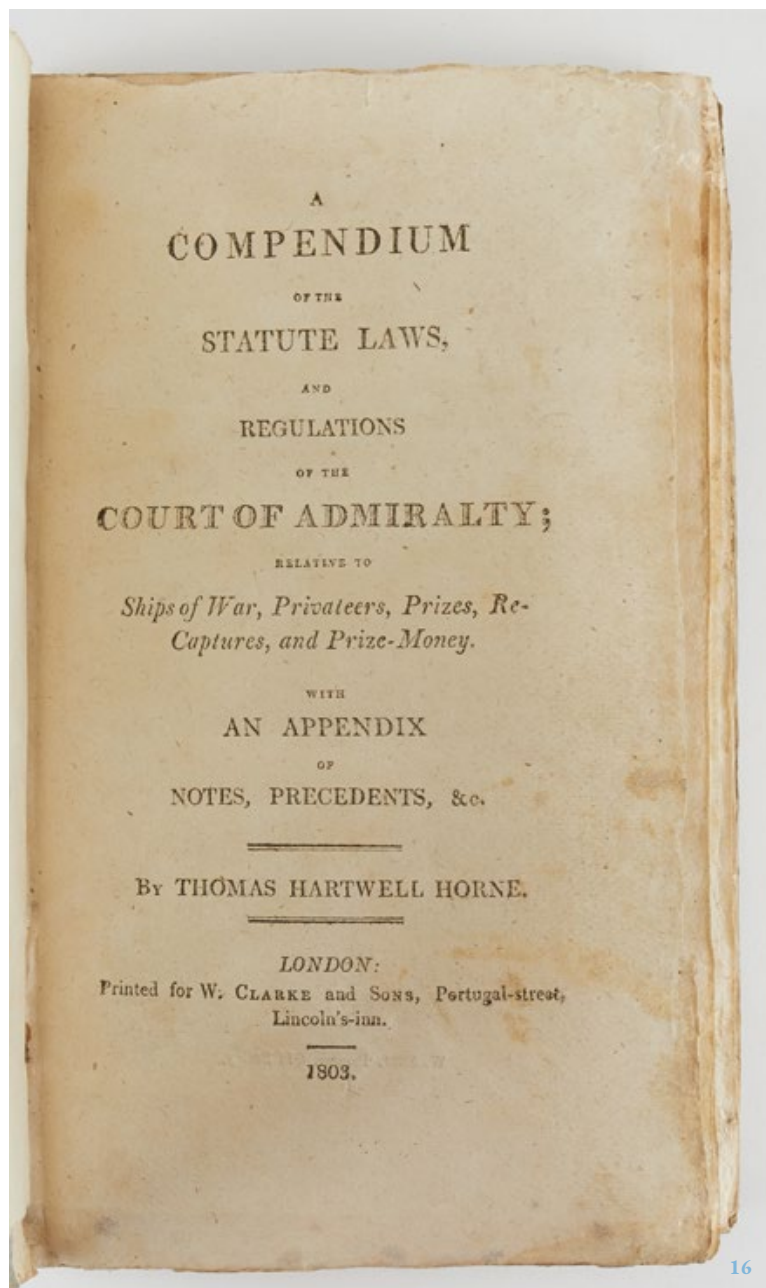 A
COMPENDIUM
OF THE
STATUTE LAWS,
AND
REGULATIONS
OF THE
COURT OF ADMIRALTY;
RELATIVE TO
Ships of War, Privateers, Prizes, Re-
Captures, and Prize-Money.
WITH
AN APPENDIX
OF
NOTES, PRECEDENTS, &c.
BY THOMAS HARTWELL HORNE.
LONDON:
Printed for W. CLARKE and SONS, Portugal-street,
Lincoln's-inn.
1803.
16